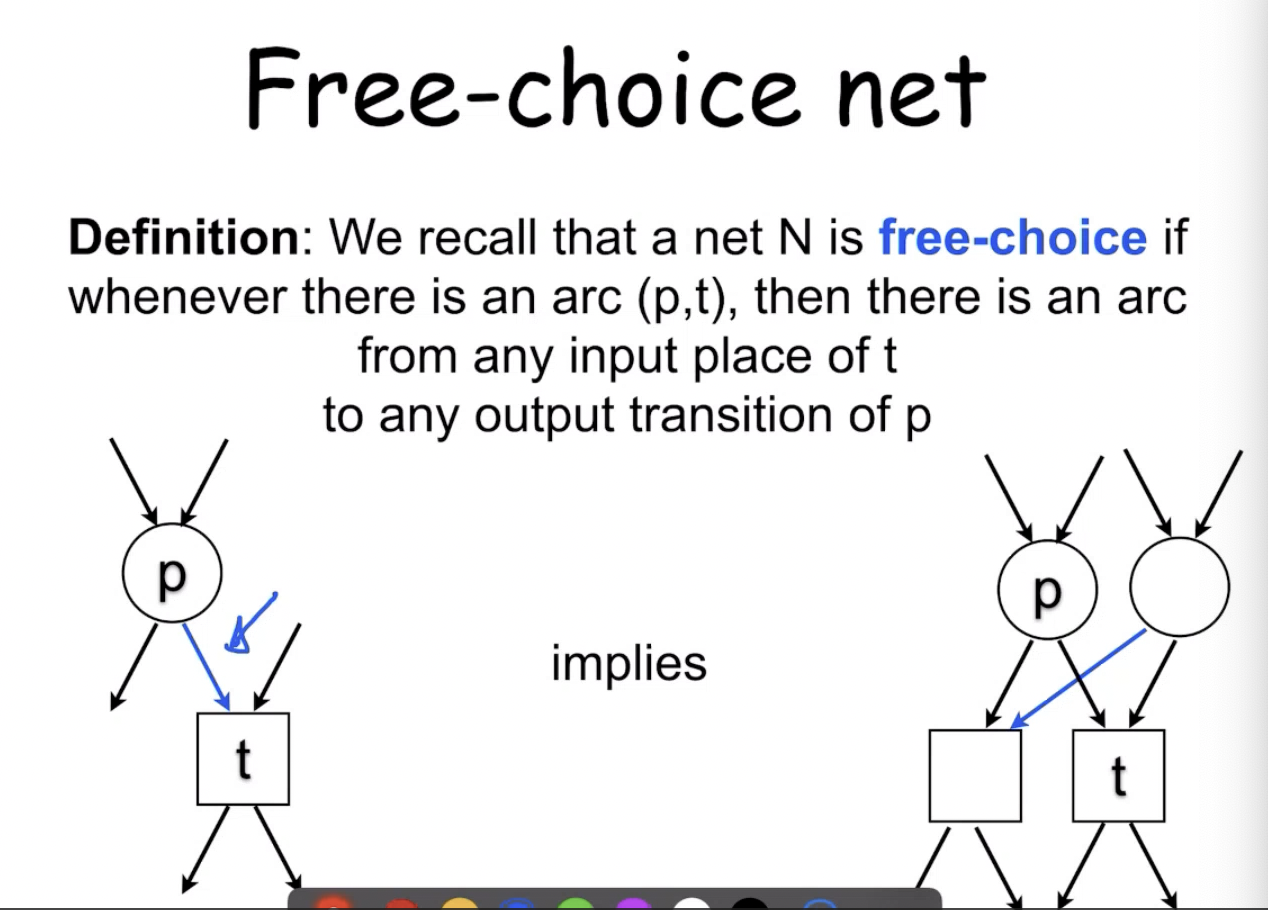 Free-choice net
Definition: We recall that a net N is free-choice if
whenever there is an arc (p,t), then there is an arc
from any input place of t
to any output transition of p
p
p
implies
t
t